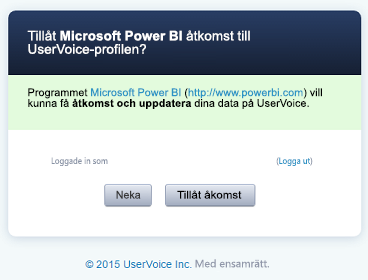 Tillåt Microsoft Power BI åtkomst till
UserVoice-profilen?
Programmet Microsoft Power BI (http://www.powerbi.com) vill
kunna få åtkomst och uppdatera dina data på UserVoice.
Loggade in som (Logga ut)
Neka Tillåt åkomst
© 2015 UserVoice Inc. Med ensamrätt.